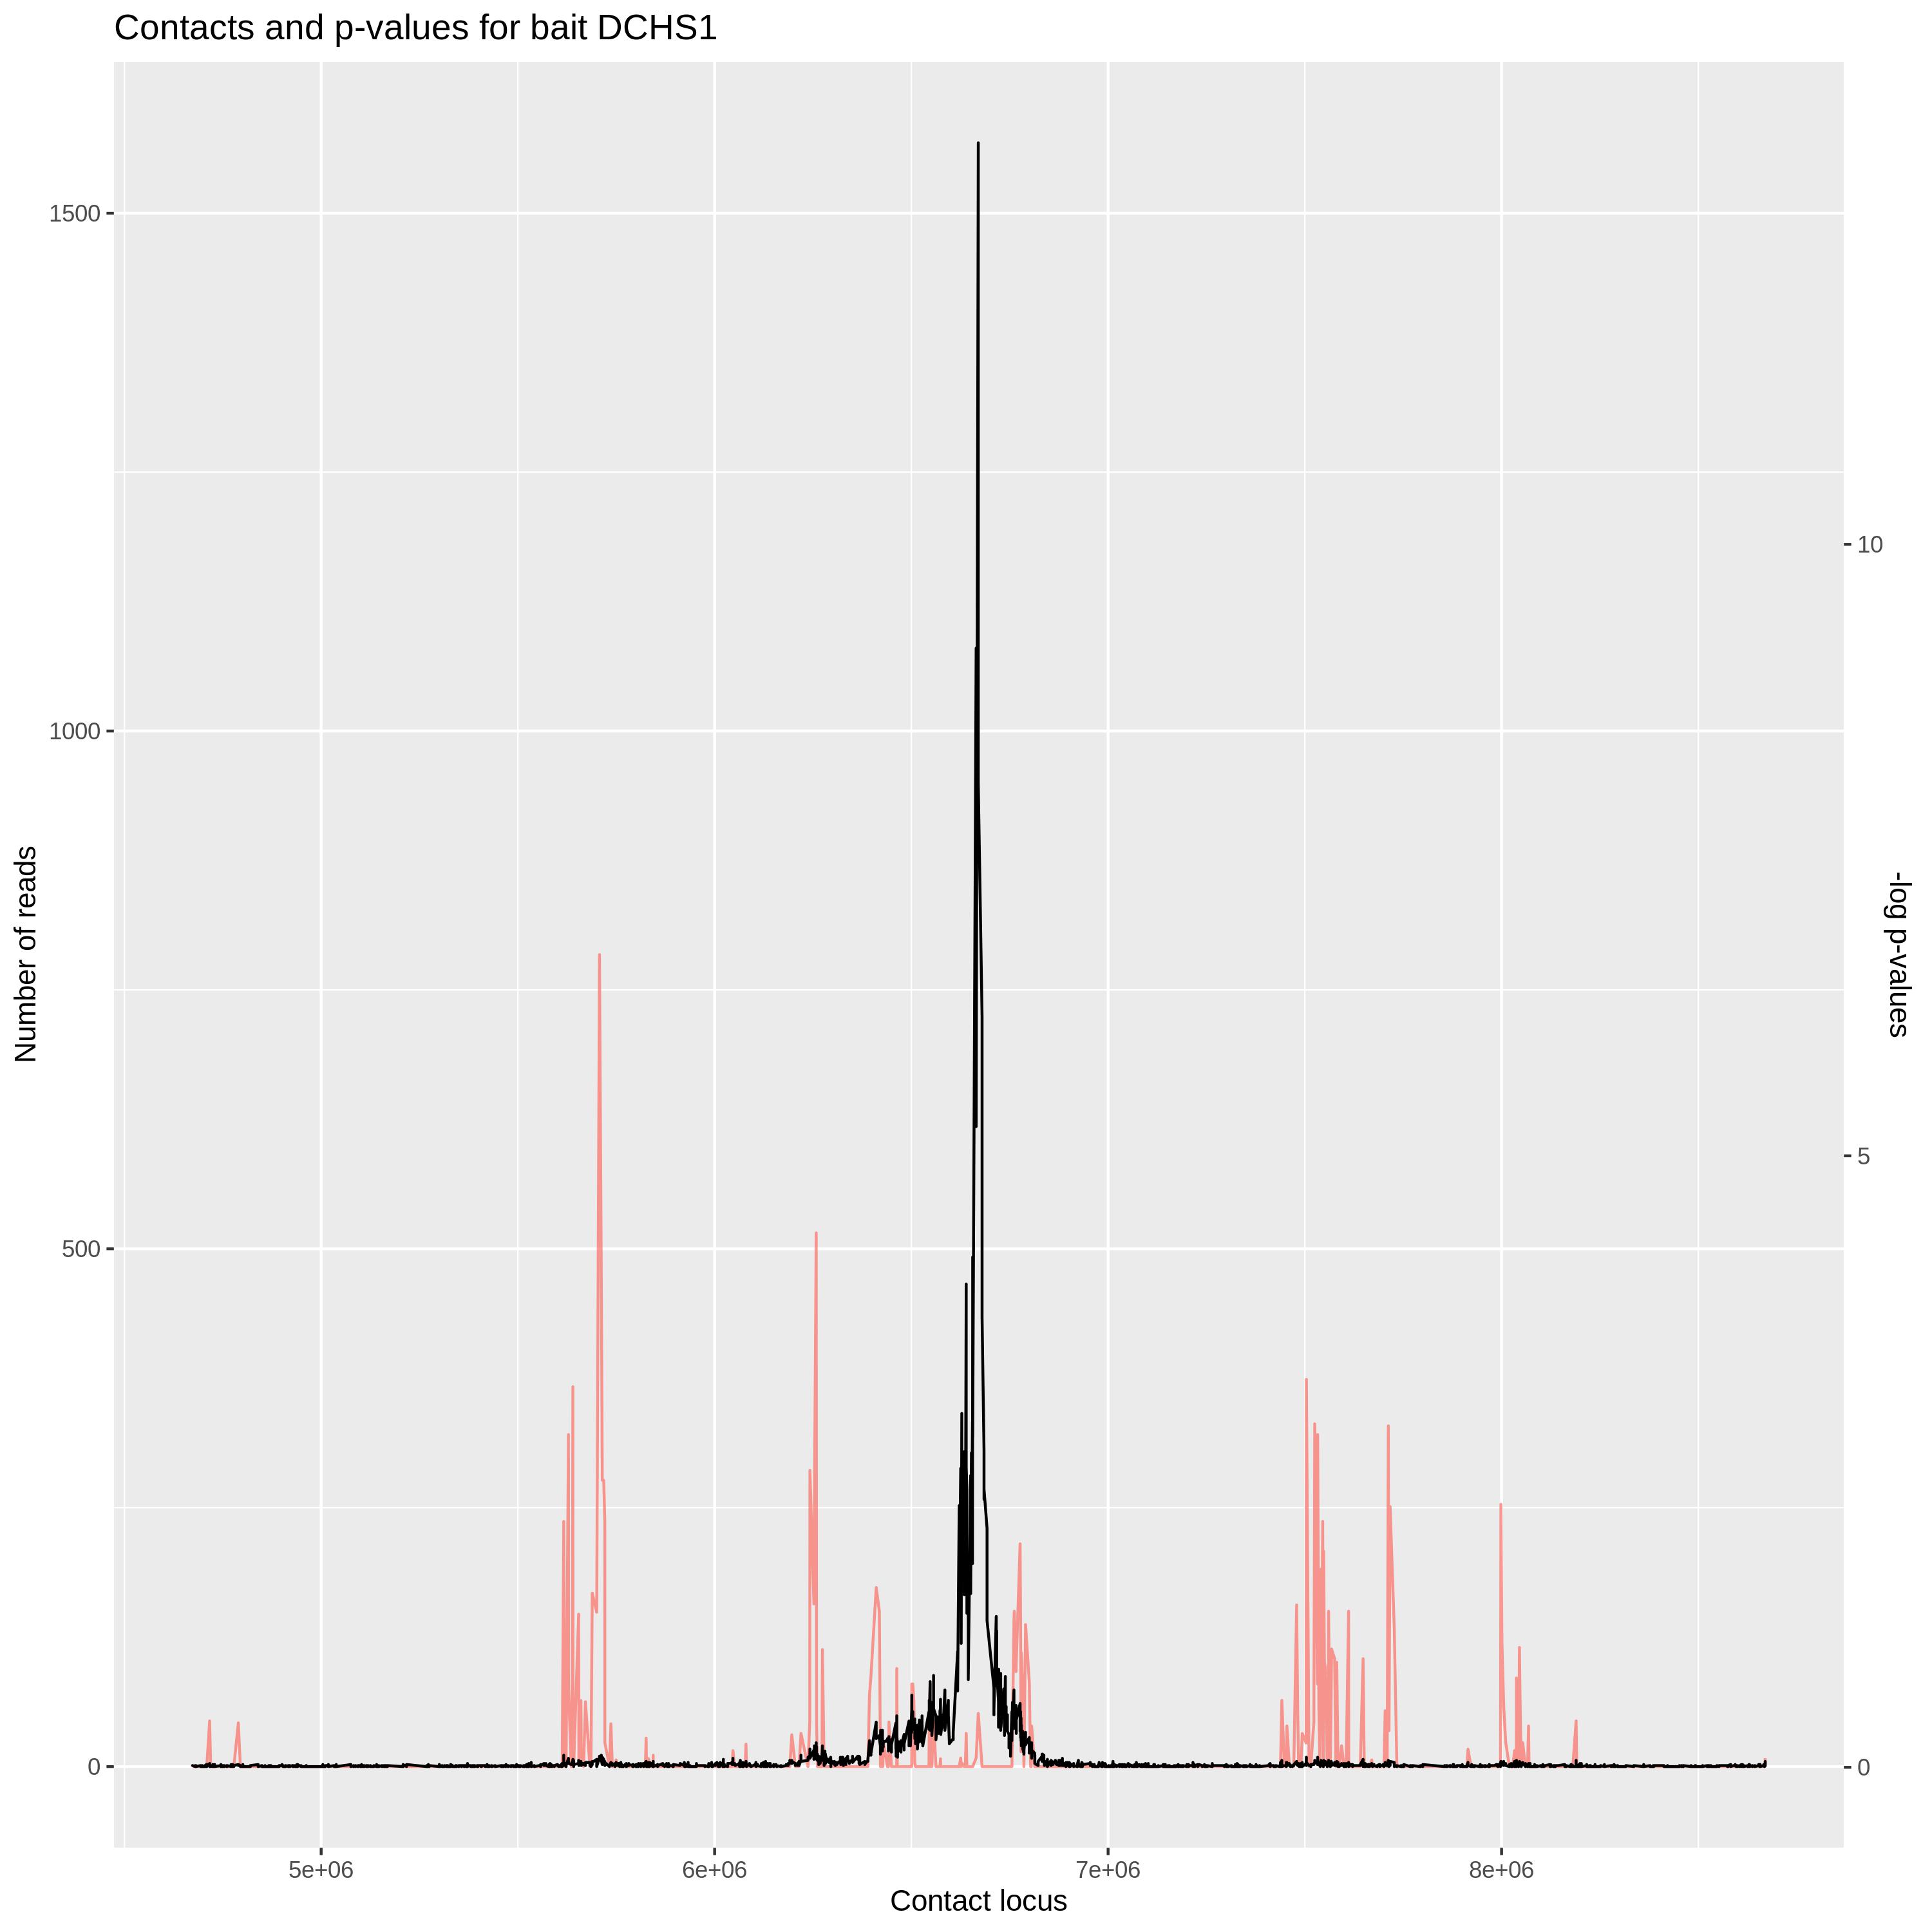 Contacts and p-values for bait DCHS1
1500
1000
500
0
Number of reads
10
5
0
-log p-values
5e+06
6e+06
7e+06
8e+06
Contact locus